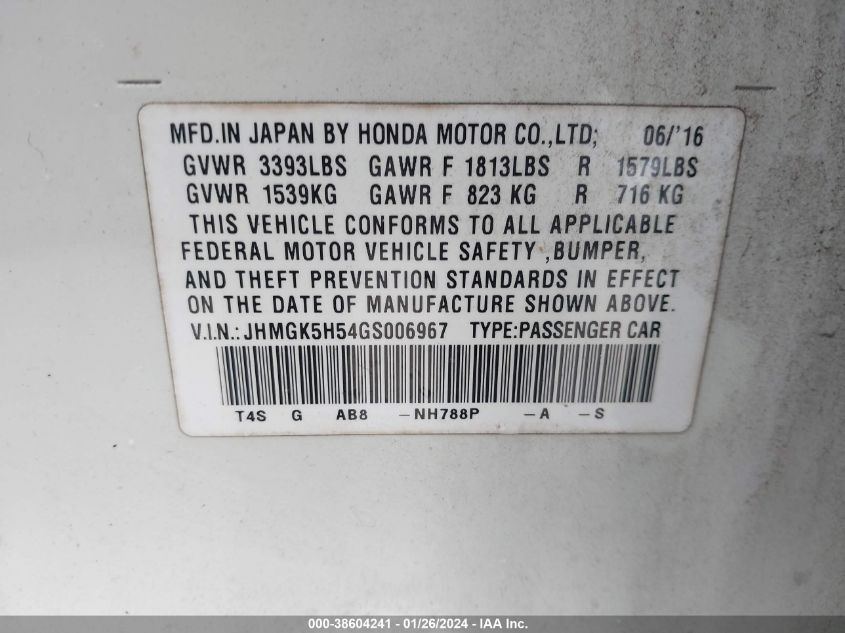 MFD.IN JAPAN BY HONDA MOTOR CO.,LTD; 06/'16
GVWR 3393LBS GAWR F 1813LBS R 1579LBS
GVWR 1539KG GAWR F 823 KG R 716 KG
THIS VEHICLE CONFORMS TO ALL APPLICABLE
FEDERAL MOTOR VEHICLE SAFETY ,BUMPER,
AND THEFT PREVENTION STANDARDS IN EFFECT
ON THE DATE OF MANUFACTURE SHOWN ABOVE.
V.I.N.: JHMGK5H54GS006967 TYPE:PASSENGER CAR
T4S G AB8 -NH788P -A -S
000-38604241 - 01/26/2024 - IAA Inc.